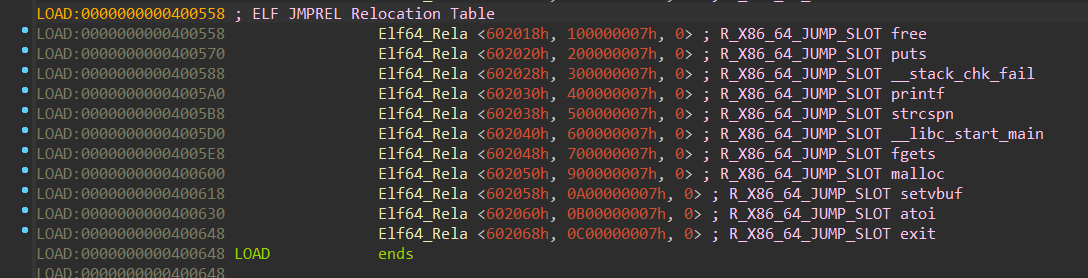 LOAD:0000000000400558 ; ELF JMPREL Relocation Table
LOAD:0000000000400558 Elf64_Rela <602018h, 100000007h, 0> ; R_X86_64_JUMP_SLOT free
LOAD:0000000000400570 Elf64_Rela <602020h, 200000007h, 0> ; R_X86_64_JUMP_SLOT puts
LOAD:0000000000400588 Elf64_Rela <602028h, 300000007h, 0> ; R_X86_64_JUMP_SLOT __stack_chk_fail
LOAD:00000000004005A0 Elf64_Rela <602030h, 400000007h, 0> ; R_X86_64_JUMP_SLOT printf
LOAD:00000000004005B8 Elf64_Rela <602038h, 500000007h, 0> ; R_X86_64_JUMP_SLOT strcspn
LOAD:00000000004005D0 Elf64_Rela <602040h, 600000007h, 0> ; R_X86_64_JUMP_SLOT __libc_start_main
LOAD:00000000004005E8 Elf64_Rela <602048h, 700000007h, 0> ; R_X86_64_JUMP_SLOT fgets
LOAD:0000000000400600 Elf64_Rela <602050h, 900000007h, 0> ; R_X86_64_JUMP_SLOT malloc
LOAD:0000000000400618 Elf64_Rela <602058h, 0A00000007h, 0> ; R_X86_64_JUMP_SLOT setvbuf
LOAD:0000000000400630 Elf64_Rela <602060h, 0B00000007h, 0> ; R_X86_64_JUMP_SLOT atoi
LOAD:0000000000400648 Elf64_Rela <602068h, 0C00000007h, 0> ; R_X86_64_JUMP_SLOT exit
LOAD:0000000000400648 LOAD ends
LOAD:0000000000400648